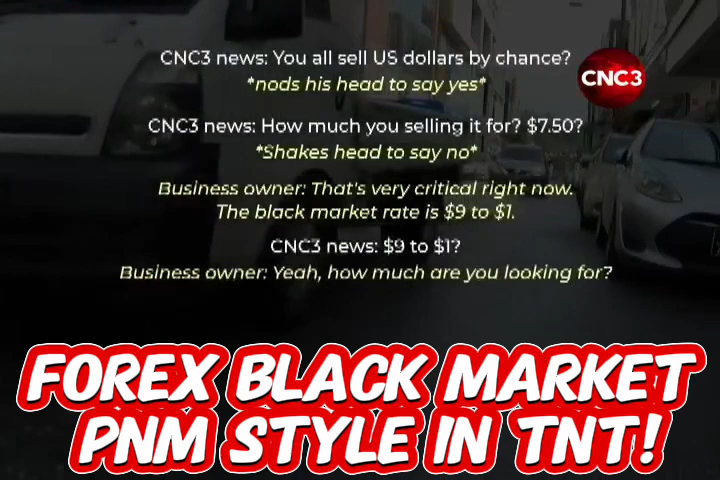 CNC3 news: You all sell US dollars by chance?
*nods his head to say yes*
CNC3
CNC3 news: How much you selling it for? $7.50?
*Shakes head to say no*
Business owner: That's very critical right now.
The black market rate is $9 to $1.
CNC3 news: $9 to $1?
Business owner: Yeah, how much are you looking for?
FOREX BLACK MARKET
PNM STYLE IN TNT!